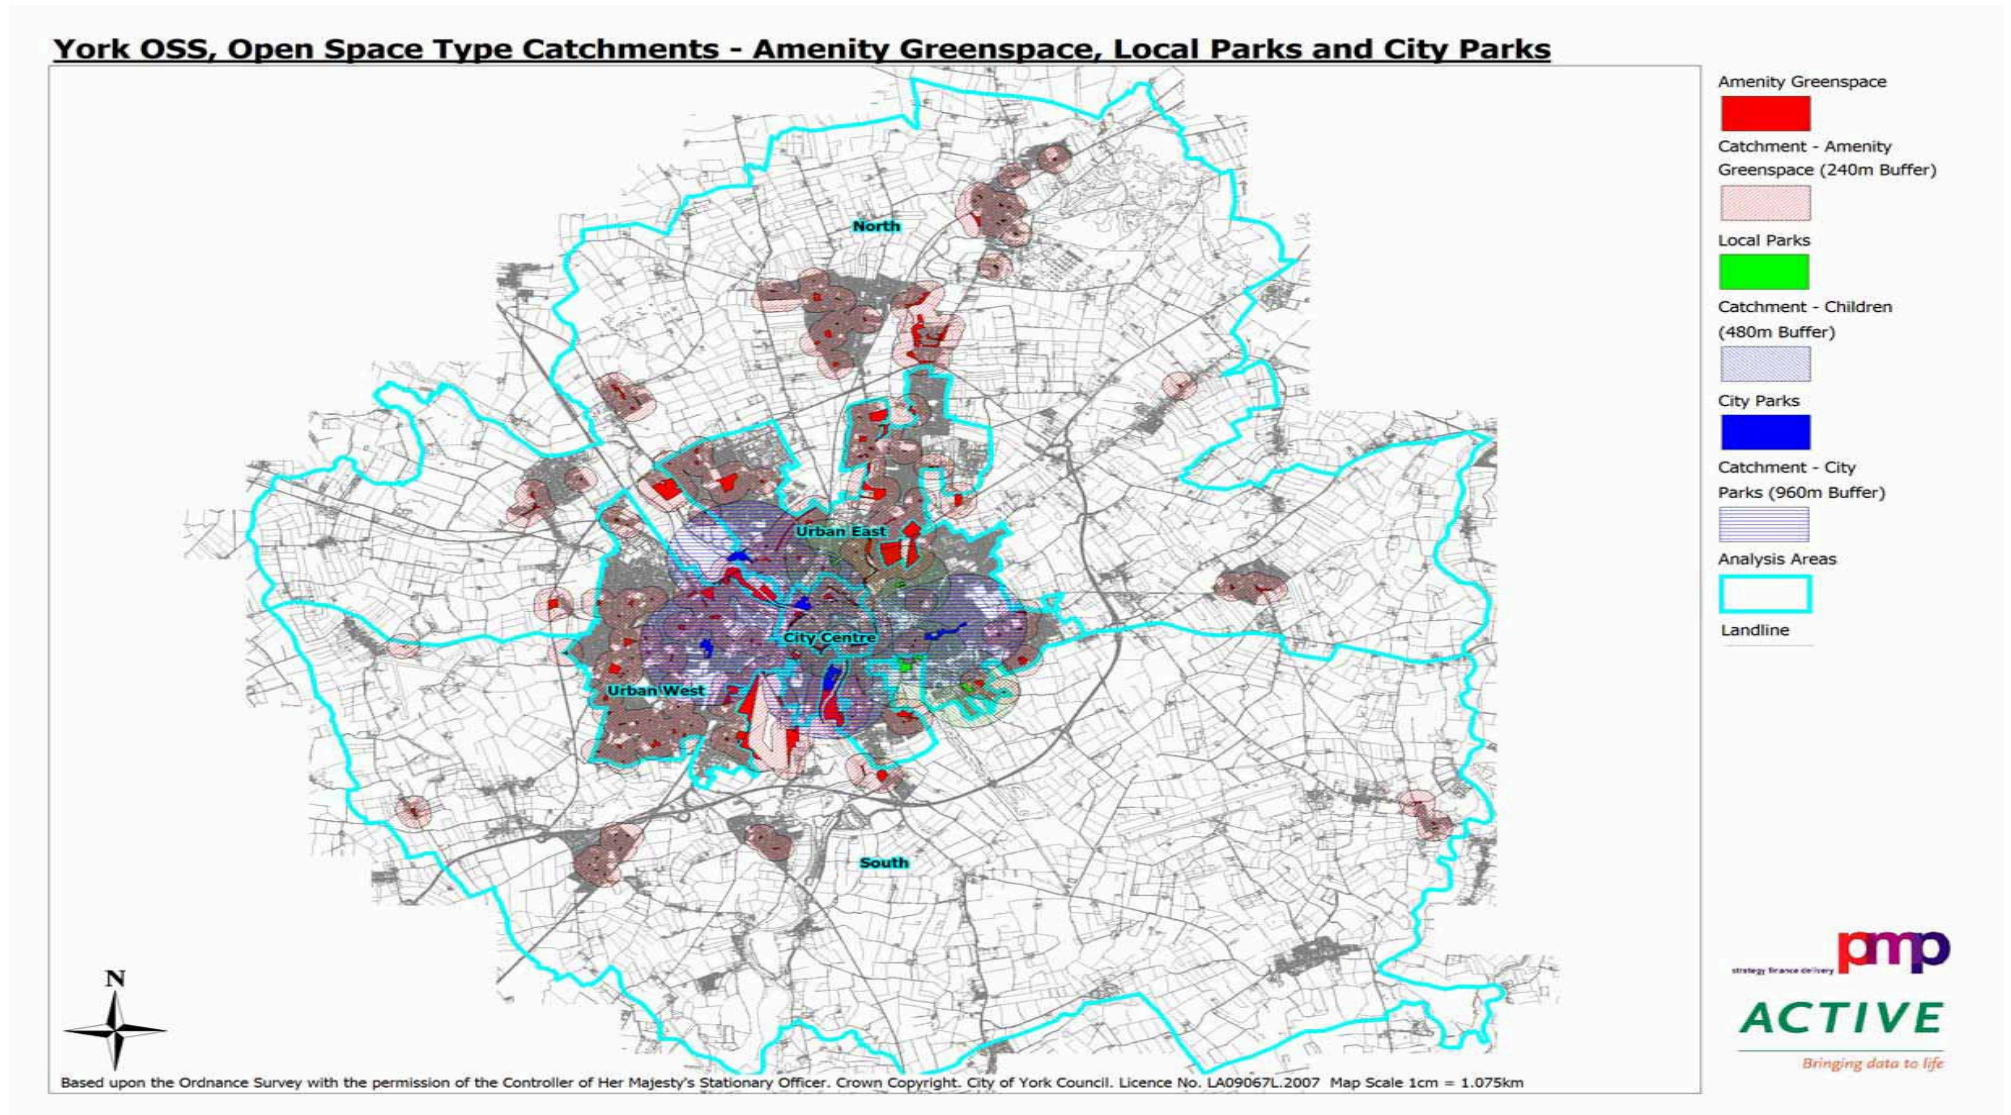 York OSS, Open Space Type Catchments - Amenity Greenspace, Local Parks and City Parks
Amenity Greenspace
Catchment - Amenity
Greenspace (240m Buffer)
Local Parks
Catchment - Children
(480m Buffer)
City Parks
Catchment - City
Parks (960m Buffer)
Analysis Areas
Landline
North
Urban East
City Centre
Urban West
South
N
pmp
strategy finance delivery
ACTIVE
Bringing data to life
Based upon the Ordnance Survey with the permission of the Controller of Her Majesty's Stationary Officer. Crown Copyright. City of York Council. Licence No. LA09067L.2007 Map Scale 1cm = 1.075km